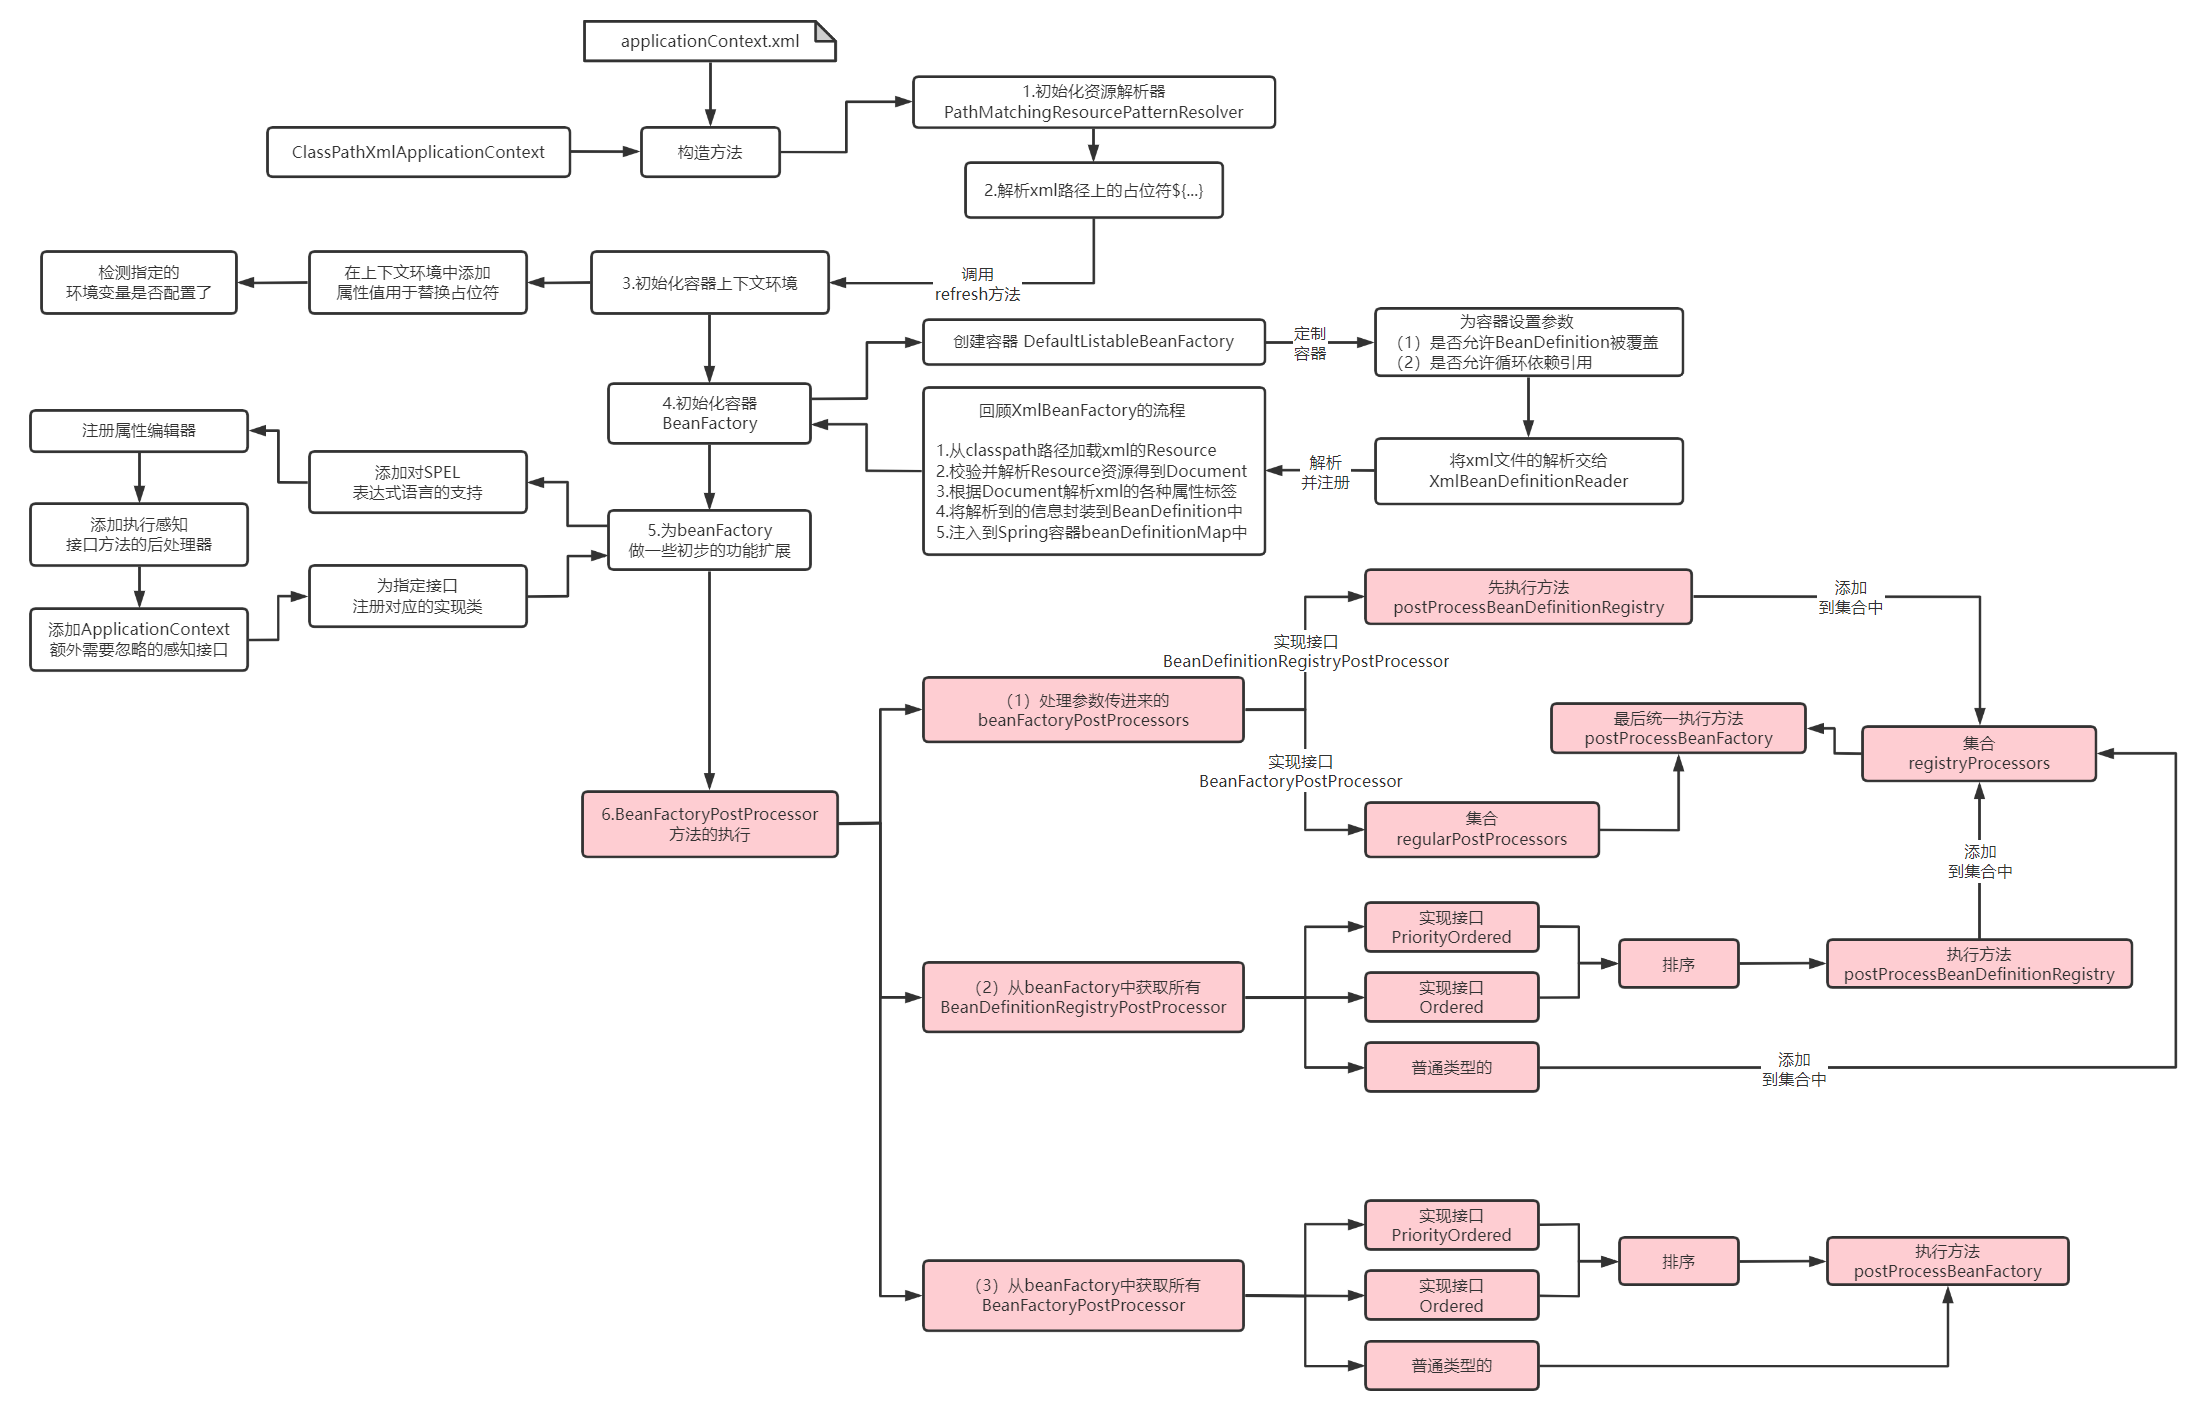 applicationContext.xml
1.初始化资源解析器
PathMatchingResourcePatternResolver
ClassPathXmlApplicationContext
构造方法
2.解析xml路径上的占位符${...}
检测指定的
环境变量是否配置了
在上下文环境中添加
属性值用于替换占位符
3.初始化容器上下文环境
调用
refresh方法
创建容器 DefaultListableBeanFactory
定制
容器
为容器设置参数
（1）是否允许BeanDefinition被覆盖
（2）是否允许循环依赖引用
4.初始化容器
BeanFactory
回顾XmlBeanFactory的流程
1.从classpath路径加载xml的Resource
2.校验并解析Resource资源得到Document
3.根据Document解析xml的各种属性标签
4.将解析到的信息封装到BeanDefinition中
5.注入到Spring容器beanDefinitionMap中
解析
并注册
将xml文件的解析交给
XmlBeanDefinitionReader
注册属性编辑器
添加对SPEL
表达式语言的支持
添加执行感知
接口方法的后处理器
5.为beanFactory
做一些初步的功能扩展
为指定接口
注册对应的实现类
添加ApplicationContext
额外需要忽略的感知接口
先执行方法
postProcessBeanDefinitionRegistry
添加
到集合中
实现接口
BeanDefinitionRegistryPostProcessor
（1）处理参数传进来的
beanFactoryPostProcessors
最后统一执行方法
postProcessBeanFactory
集合
registryProcessors
实现接口
BeanFactoryPostProcessor
6.BeanFactoryPostProcessor
方法的执行
集合
regularPostProcessors
添加
到集合中
实现接口
PriorityOrdered
排序
执行方法
postProcessBeanDefinitionRegistry
（2）从beanFactory中获取所有
BeanDefinitionRegistryPostProcessor
实现接口
Ordered
普通类型的
添加
到集合中
实现接口
PriorityOrdered
排序
执行方法
postProcessBeanFactory
（3）从beanFactory中获取所有
BeanFactoryPostProcessor
实现接口
Ordered
普通类型的